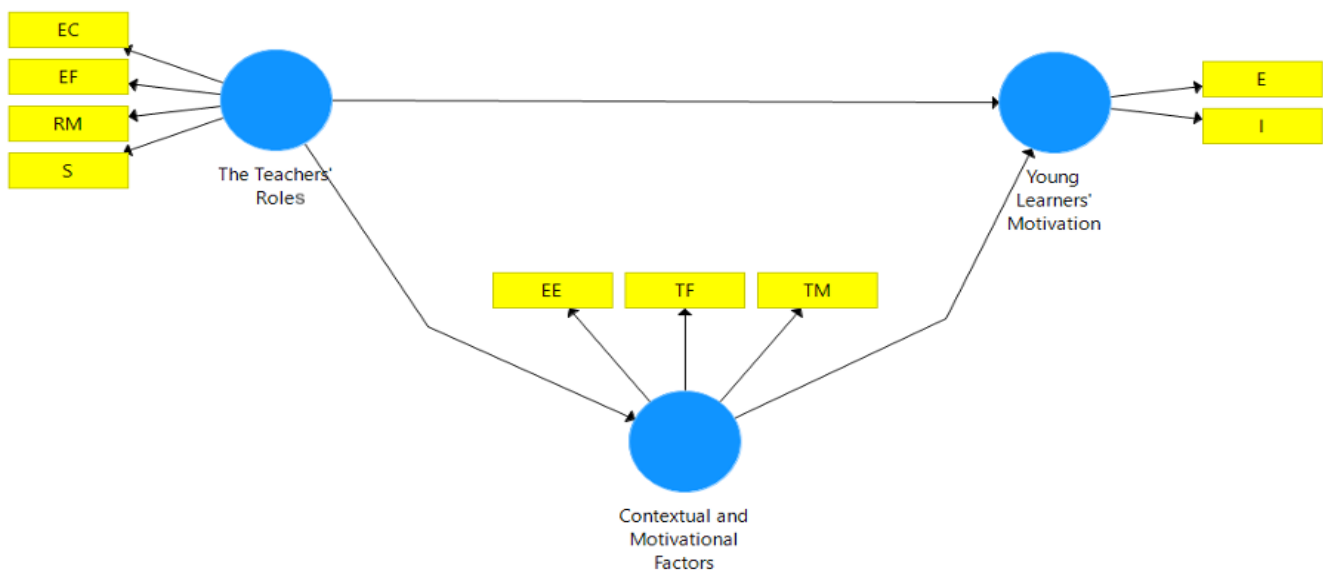 EC
EF
RM
S
The Teachers'
Roles
E
I
Young
Learners'
Motivation
EE
TF
TM
Contextual and
Motivational
Factors